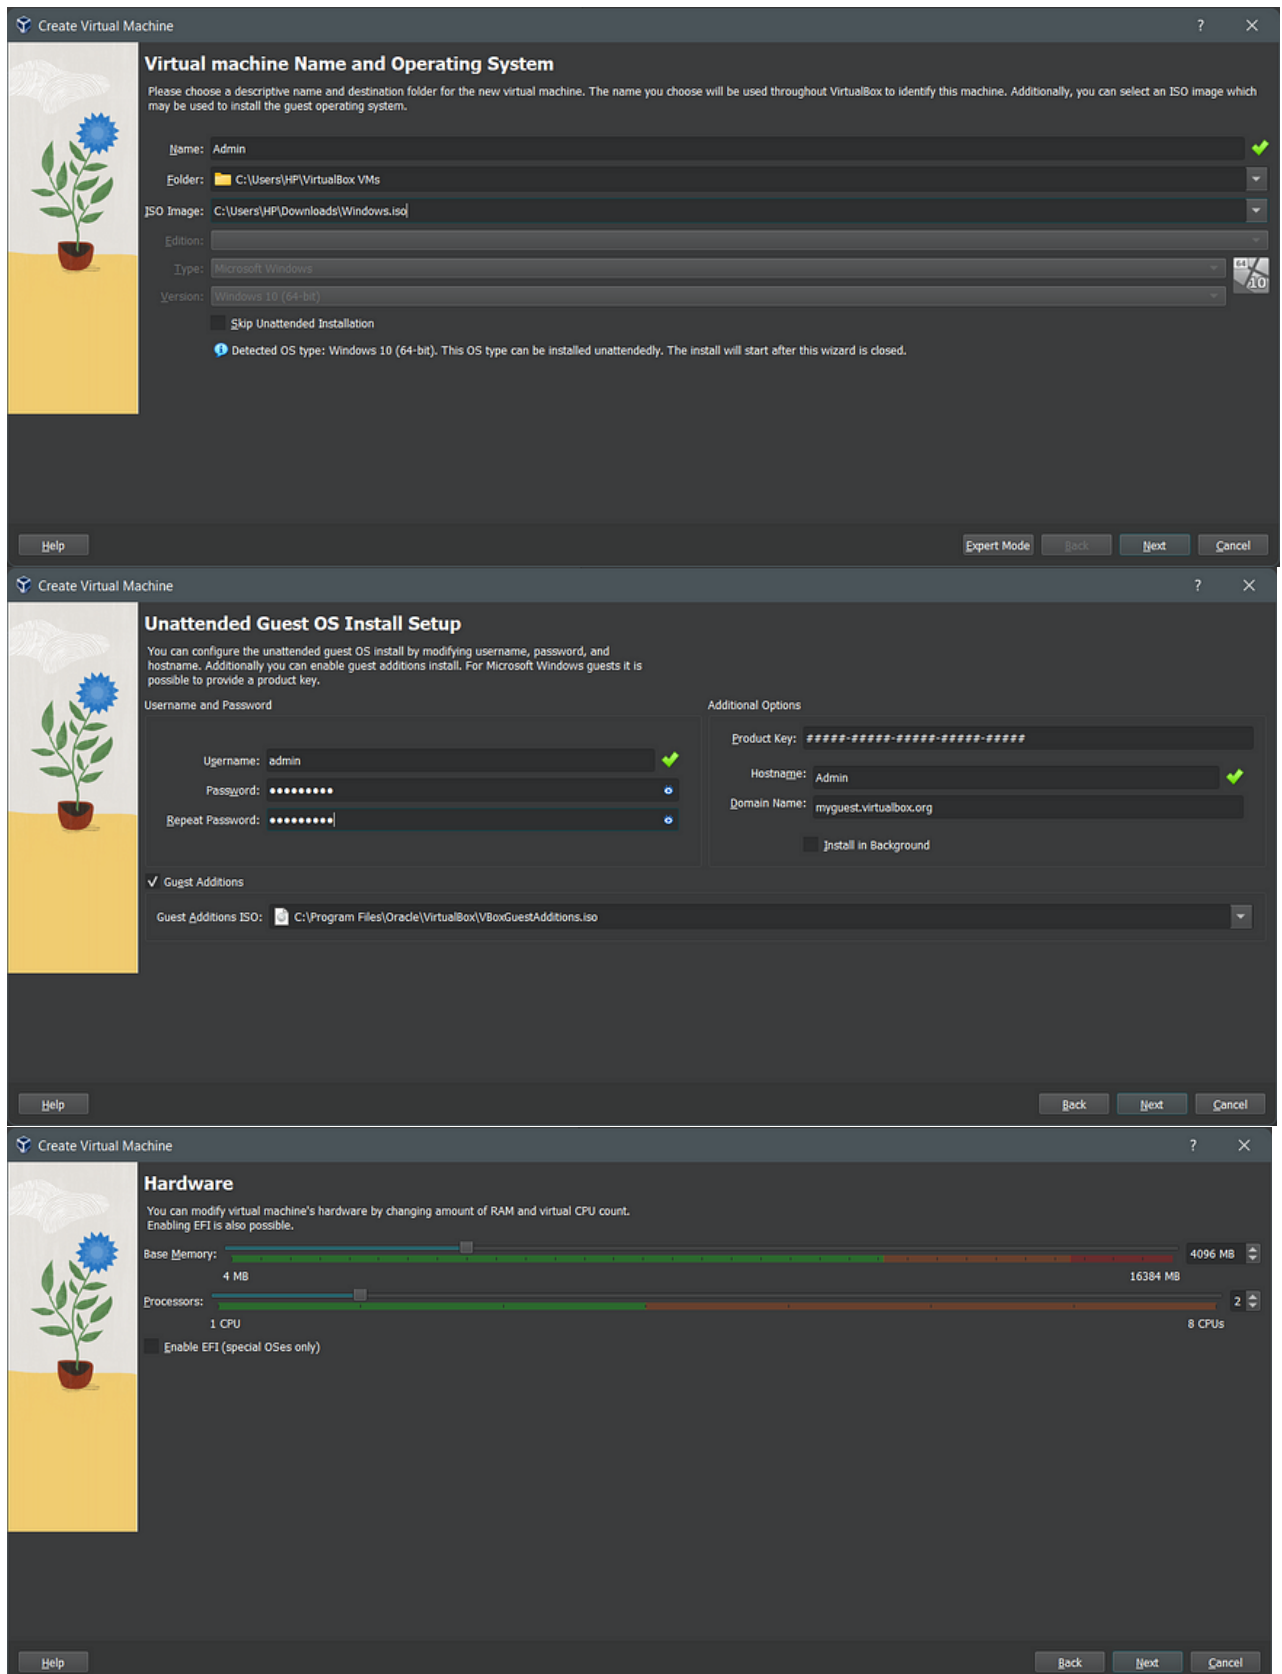 Create Virtual Machine
?
Virtual machine Name and Operating System
Please choose a descriptive name and destination folder for the new virtual machine. The name you choose will be used throughout VirtualBox to identify this machine. Additionally, you can select an ISO image which
may be used to install the guest operating system.
Name: Admin
Folder: C:\Users\HP\VirtualBox VMs
ISO Image: C:\Users\HP\Downloads\Windows.iso
Edition:
Type: Microsoft Windows
Version: Windows 10 (64-bit)
64
10
Skip Unattended Installation
Detected OS type: Windows 10 (64-bit). This OS type can be installed unattendedly. The install will start after this wizard is closed.
Help Expert Mode Back Next Cancel
Create Virtual Machine
?
Unattended Guest OS Install Setup
You can configure the unattended guest OS install by modifying username, password, and
hostname. Additionally you can enable guest additions install. For Microsoft Windows guests it is
possible to provide a product key.
Username and Password
Username: admin
Password: ●●●●●●●●●
Repeat Password: ●●●●●●●●●
Additional Options
Product Key: #####-#####-#####-#####-#####
Hostname: Admin
Domain Name: myguest.virtualbox.org
Install in Background
Guest Additions
Guest Additions ISO: C:\Program Files\Oracle\VirtualBox\VBoxGuestAdditions.iso
Help Back Next Cancel
Create Virtual Machine
?
Hardware
You can modify virtual machine's hardware by changing amount of RAM and virtual CPU count.
Enabling EFI is also possible.
Base Memory: 4096 MB
4 MB 16384 MB
Processors: 2
1 CPU 8 CPUs
Enable EFI (special OSes only)
Help Back Next Cancel